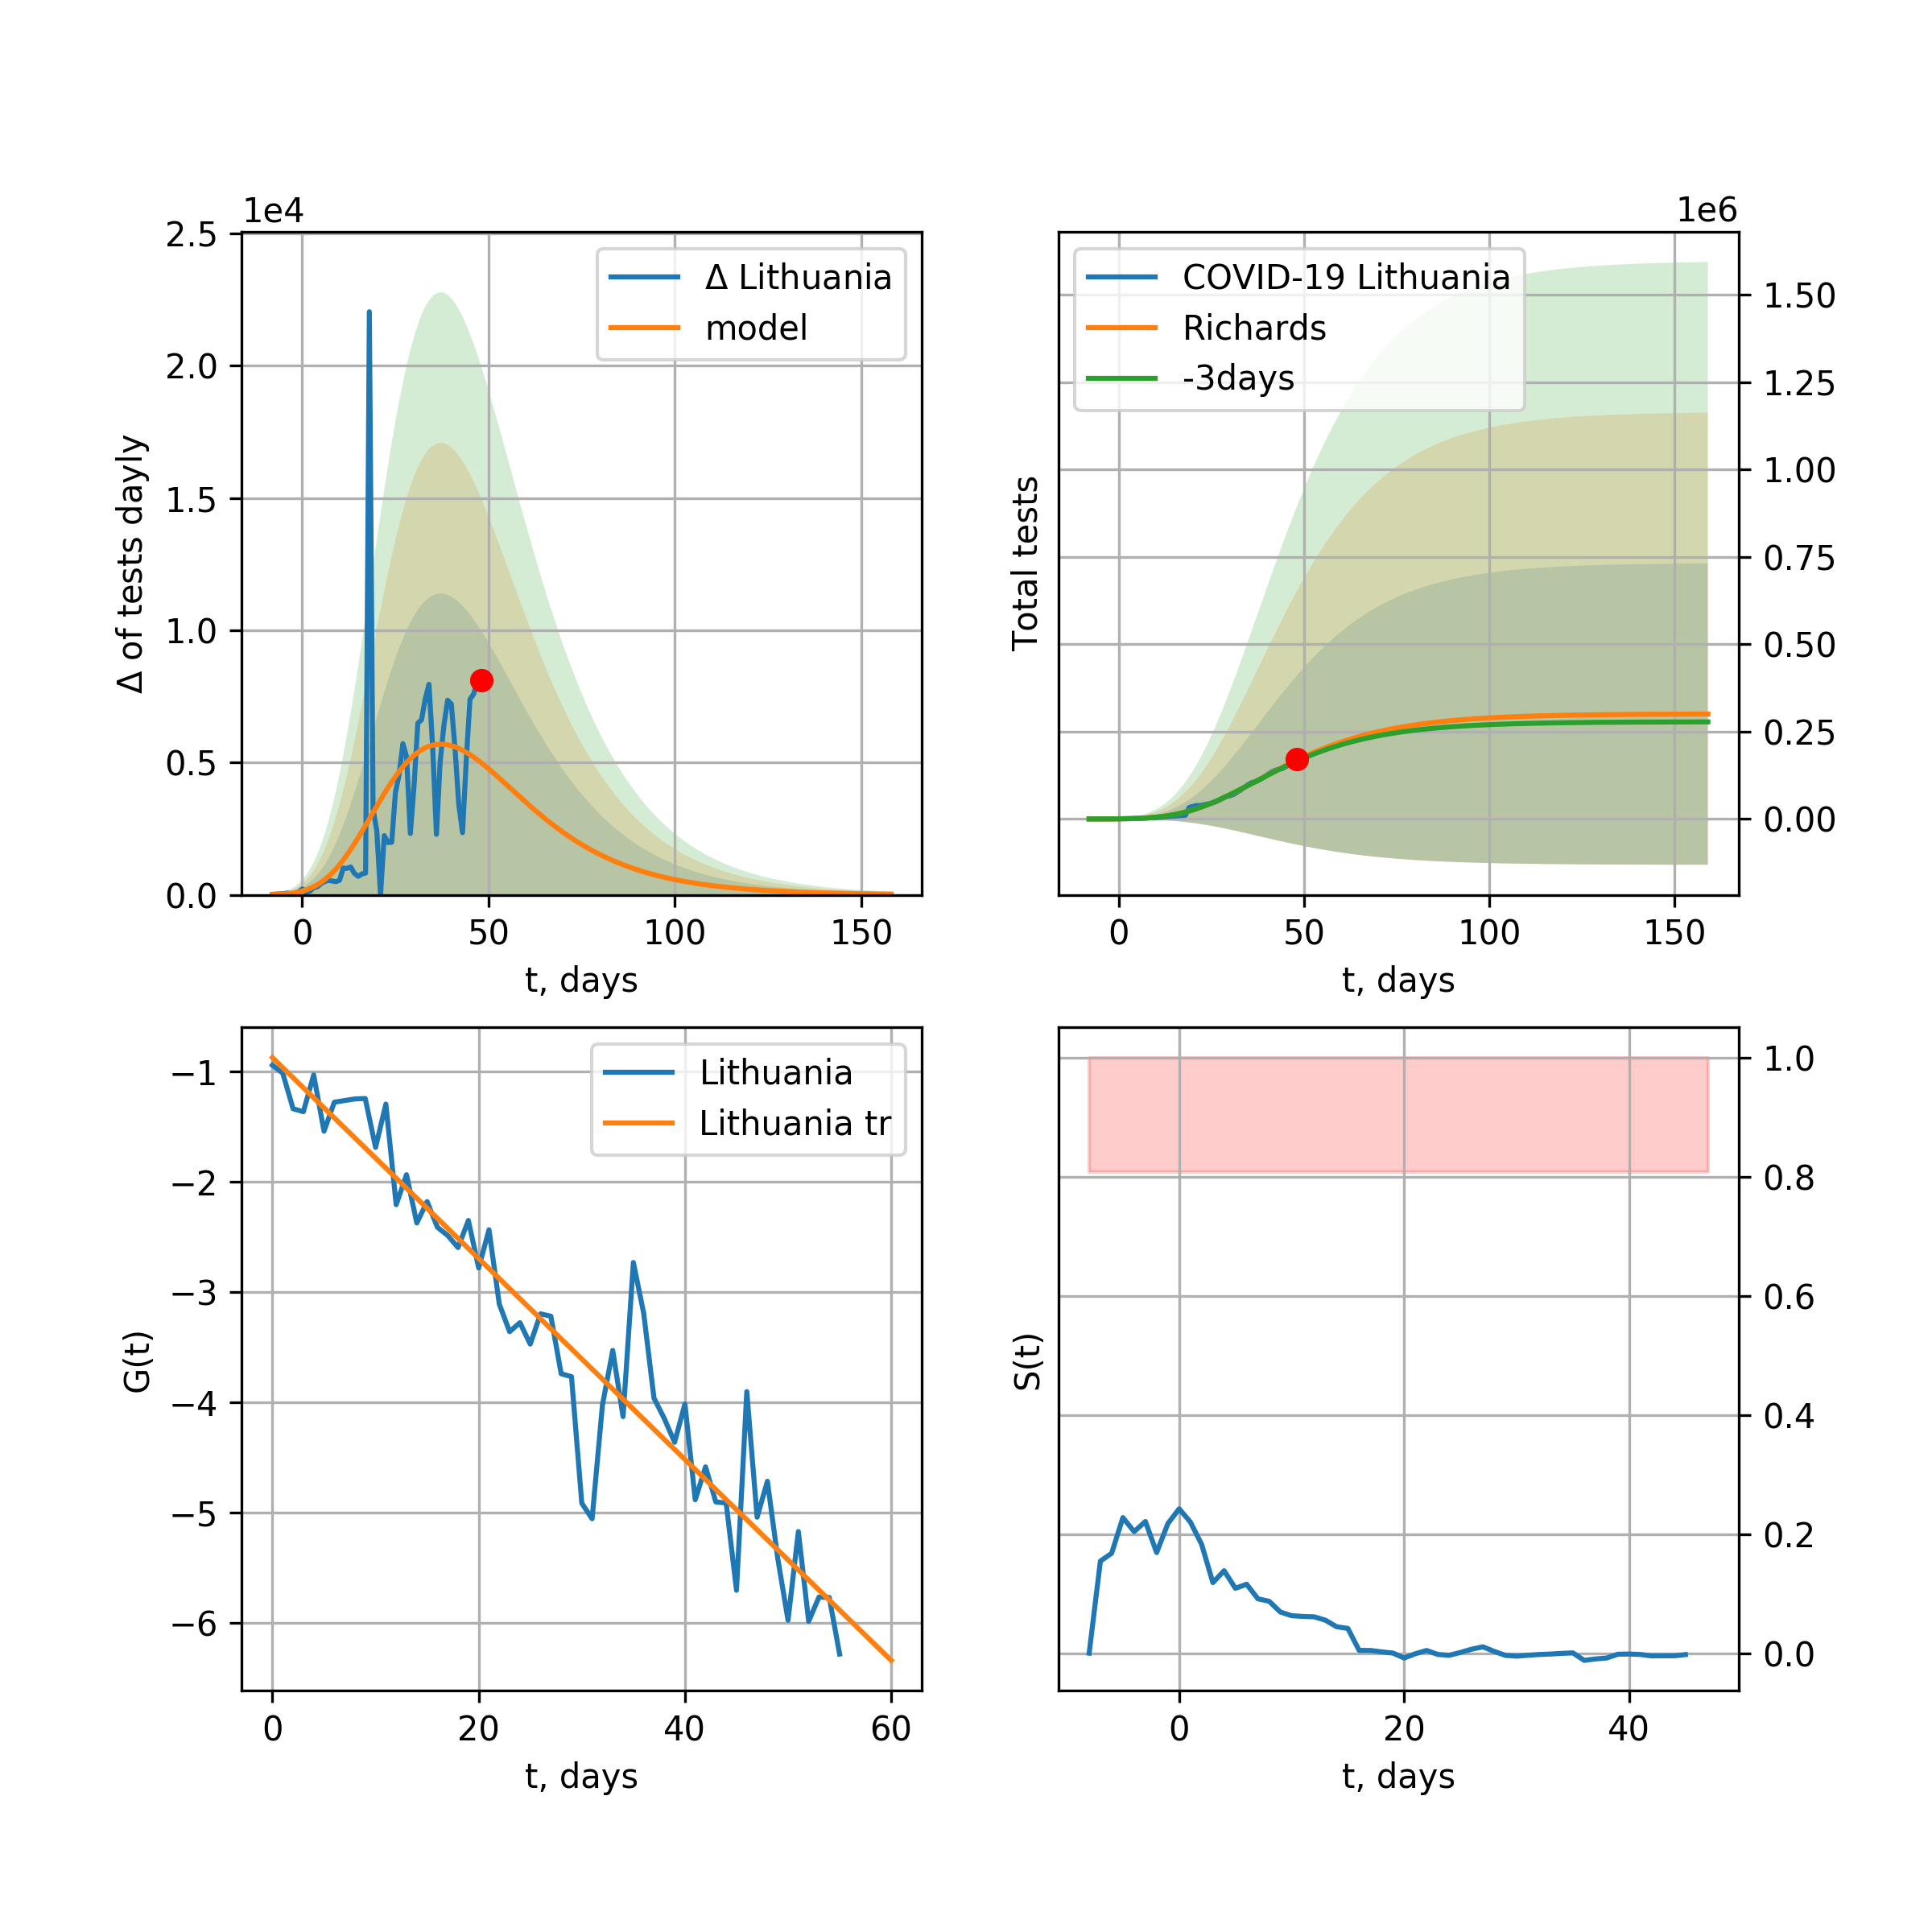 1e4
2.5
2.0
1.5
1.0
0.5
0.0
Δ of tests dayly
Δ Lithuania
model
0 50 100 150
t, days
1e6
COVID-19 Lithuania
Richards
-3days
Total tests
1.50
1.25
1.00
0.75
0.50
0.25
0.00
0 50 100 150
t, days
Lithuania
Lithuania tr
G(t)
−1
−2
−3
−4
−5
−6
0 20 40 60
t, days
S(t)
1.0
0.8
0.6
0.4
0.2
0.0
0 20 40
t, days